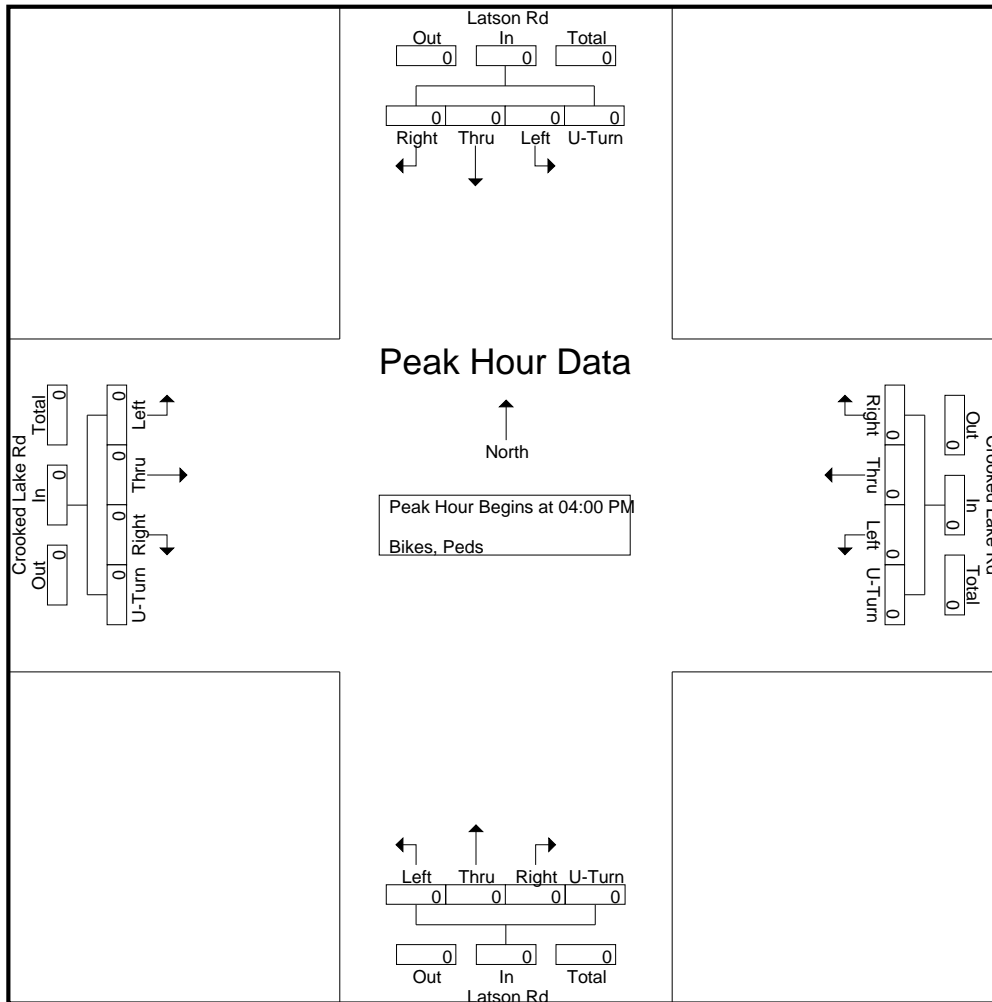 Latson Rd
Out In Total
0 0 0
0 0 0 0
Right Thru Left U-Turn
Peak Hour Data
North
Peak Hour Begins at 04:00 PM
Bikes, Peds
Crooked Lake Rd
Total In Out
0 0 0
0 0 0 0
Left Thru Right U-Turn
Right Thru Left U-Turn
0 0 0 0
0 0 0
Out In Total
Crooked Lake Rd
Left Thru Right U-Turn
0 0 0 0
0 0 0
Out In Total
Latson Rd